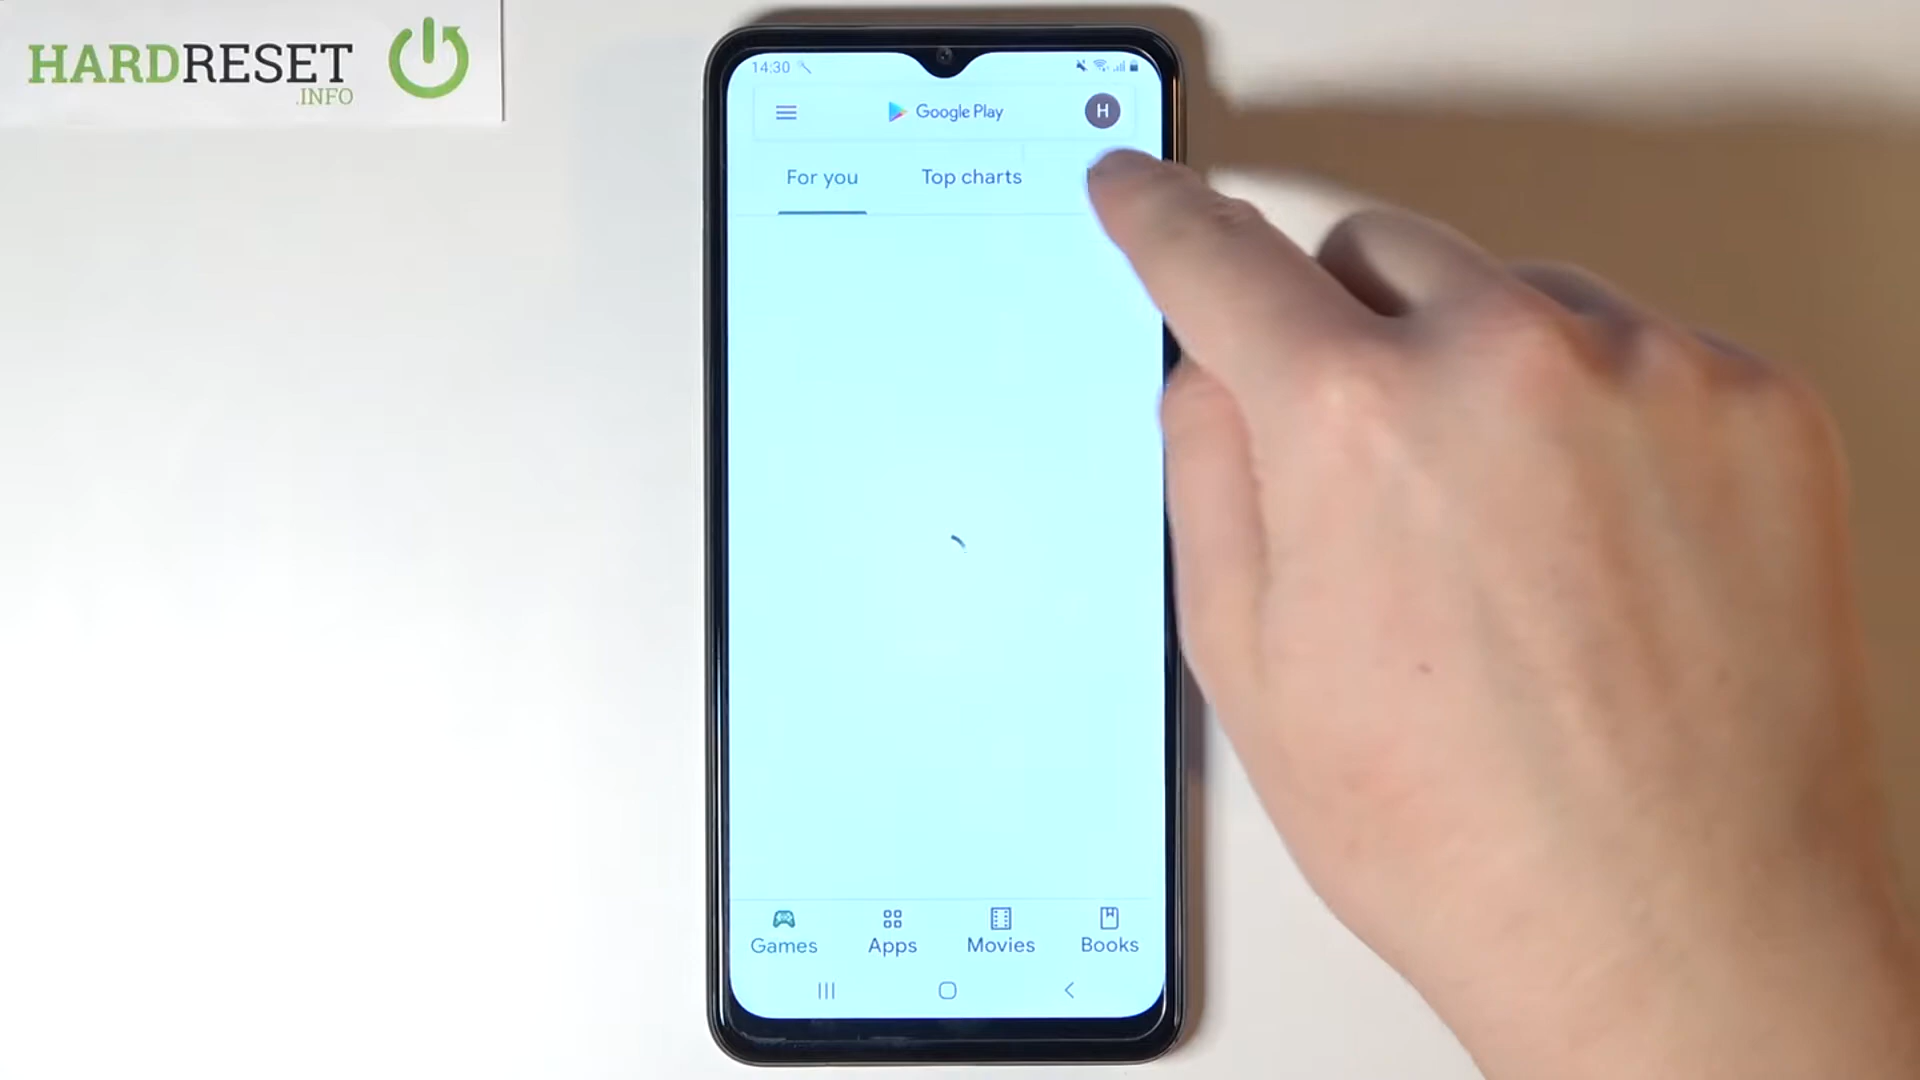 HARDRESET
.INFO
14:30
Google Play
H
For you
Top charts
Games
Apps
Movies
Books